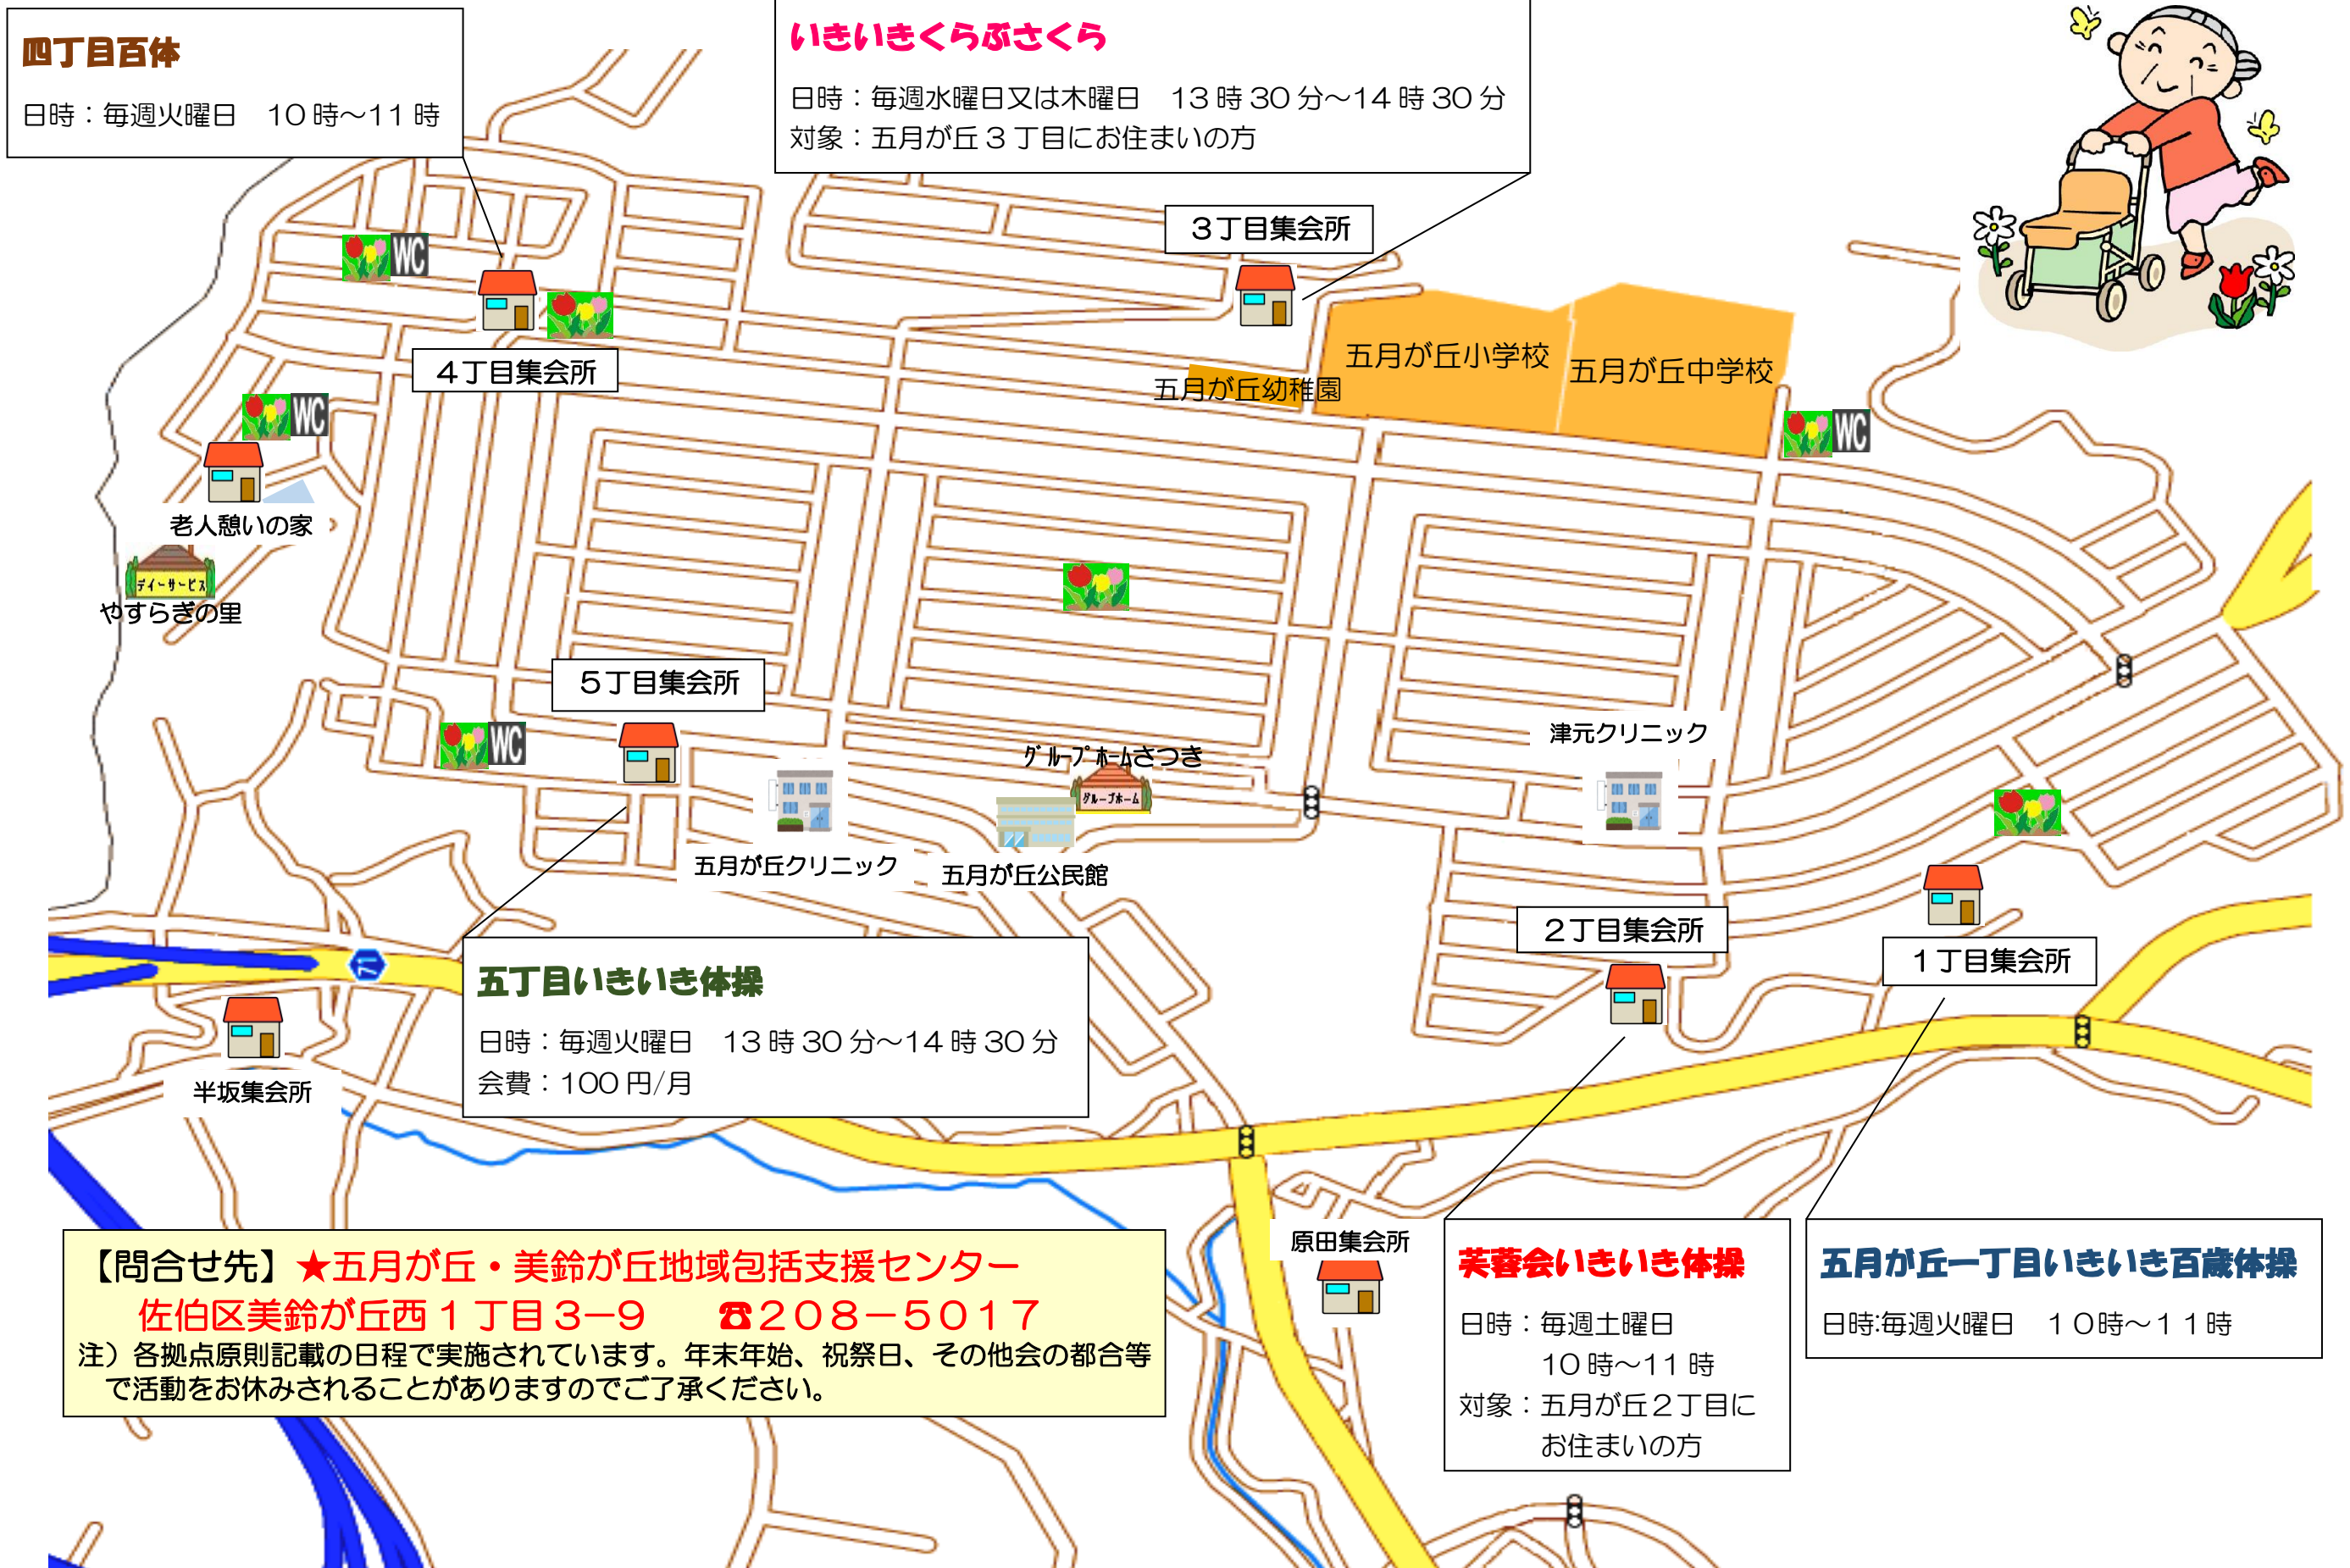 四丁目百体
日時：毎週火曜日　10時～11時
いきいきくらぶさくら
日時：毎週水曜日又は木曜日　13時30分～14時30分
対象：五月が丘3丁目にお住まいの方
3丁目集会所
WC
4丁目集会所
五月が丘小学校
五月が丘中学校
五月が丘幼稚園
WC
WC
老人憩いの家
デイーサービス
やすらぎの里
5丁目集会所
WC
グループホームさつき
グループホーム
津元クリニック
五月が丘クリニック
五月が丘公民館
2丁目集会所
1丁目集会所
71
五丁目いきいき体操
日時：毎週火曜日　13時30分～14時30分
会費：100円/月
半坂集会所
原田集会所
【問合せ先】★五月が丘・美鈴が丘地域包括支援センター
佐伯区美鈴が丘西1丁目3－9　☎208－5017
注）各拠点原則記載の日程で実施されています。年末年始、祝祭日、その他会の都合等
で活動をお休みされることがありますのでご了承ください。
芙蓉会いきいき体操
日時：毎週土曜日
10時～11時
対象：五月が丘2丁目に
お住まいの方
五月が丘一丁目いきいき百歳体操
日時:毎週火曜日　10時～11時